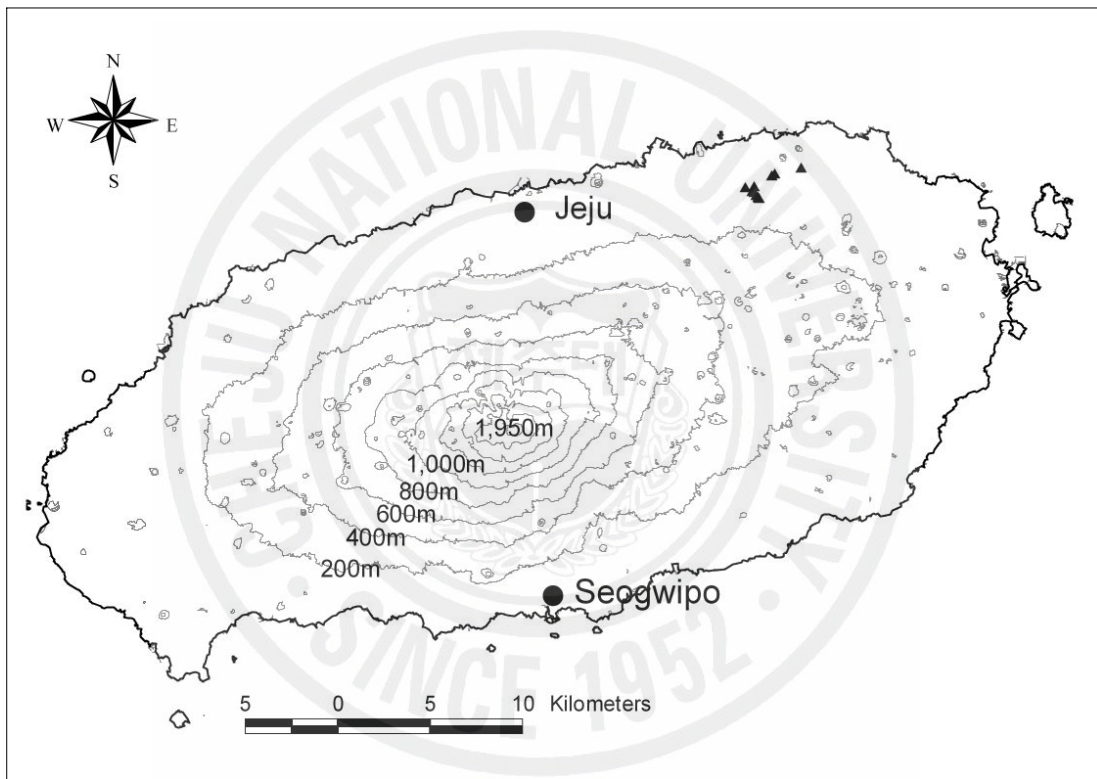 N
W E
S
Jeju
1,950m
1,000m
800m
600m
400m
200m
Seogwipo
5 0 5 10 Kilometers
CHEJU NATIONAL UNIVERSITY
SINCE 1952